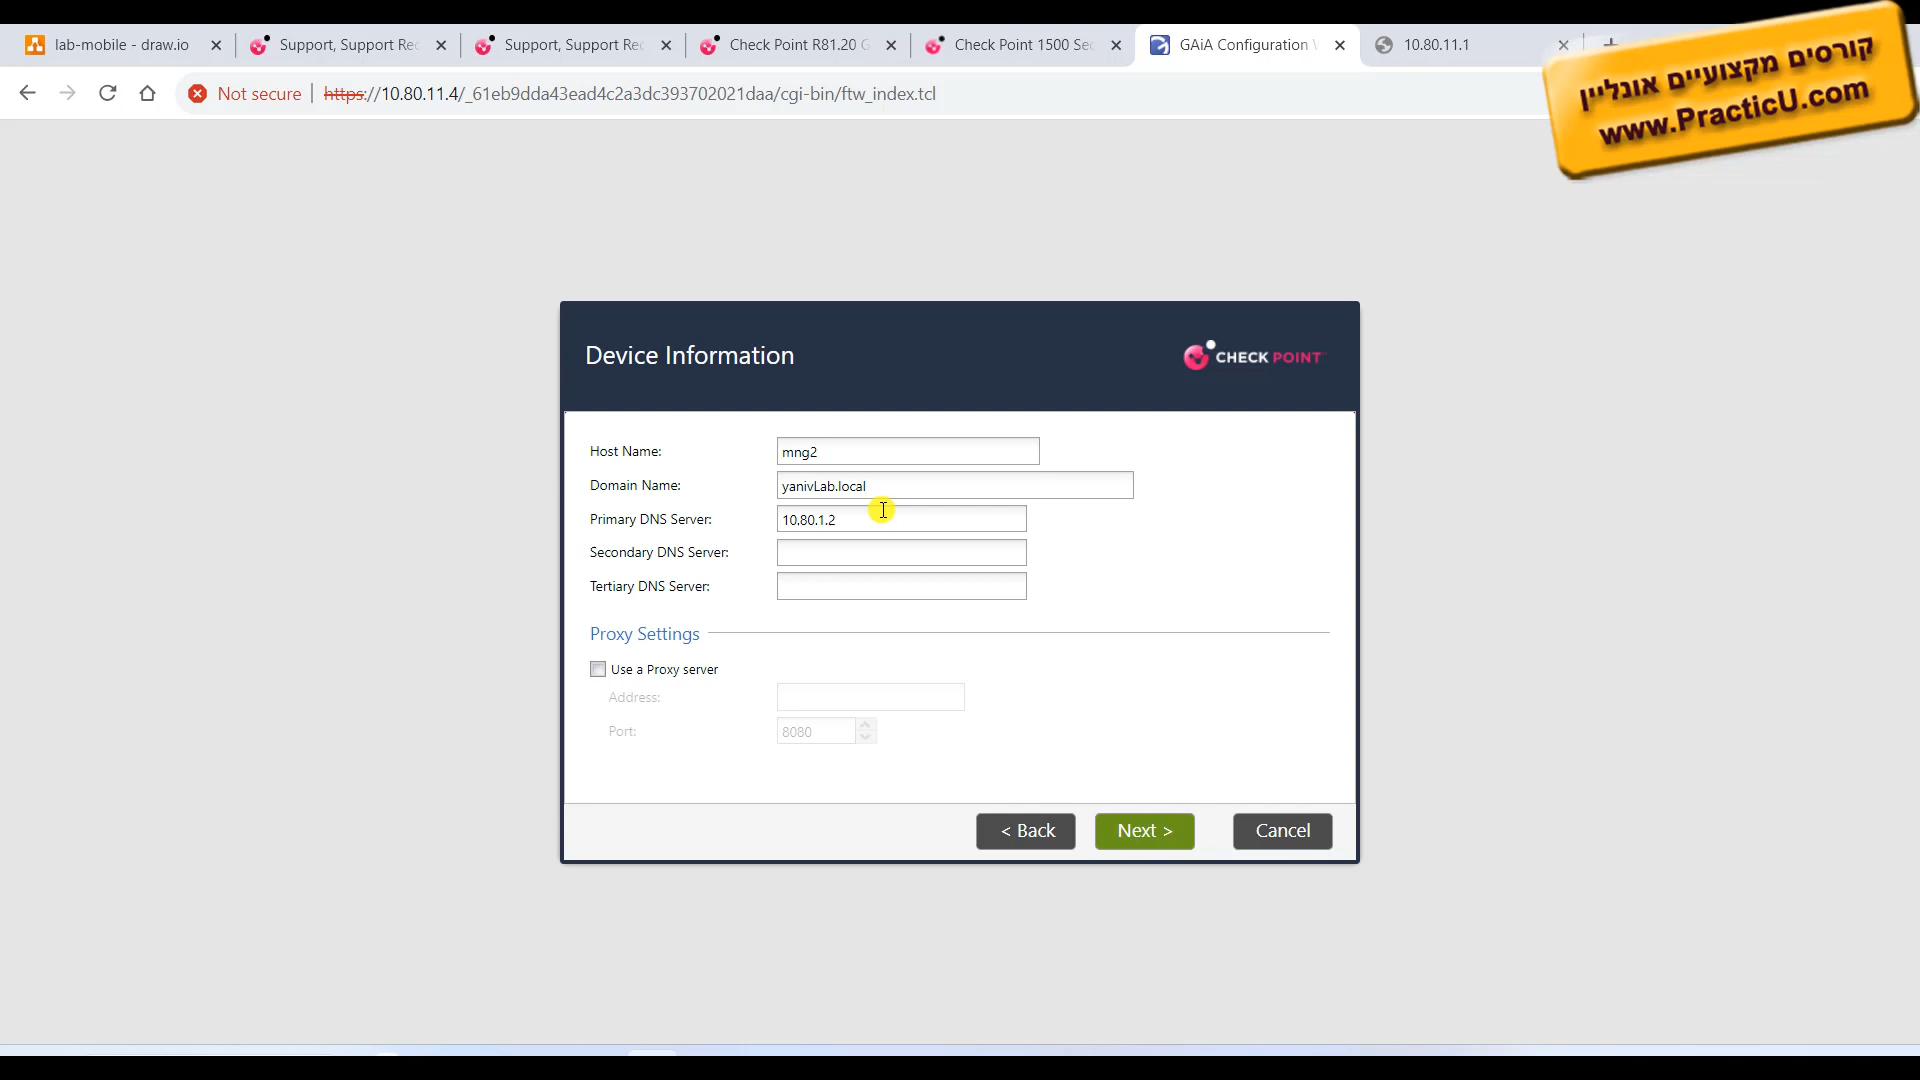 lab-mobile - draw.io
Support, Support Rec
Support, Support Rec
Check Point R81.20 G
Check Point 1500 Sec
GAiA Configuration
10.80.11.1
Not secure
https://10.80.11.4/_61eb9dda43ead4c2a3dc393702021daa/cgi-bin/ftw_index.tcl
קורסים מקצועיים אונליין
www.PracticU.com
Device Information
CHECK POINT
Host Name:
mng2
Domain Name:
yanivLab.local
Primary DNS Server:
10.80.1.2
Secondary DNS Server:
Tertiary DNS Server:
Proxy Settings
Use a Proxy server
Address:
Port:
8080
< Back
Next >
Cancel